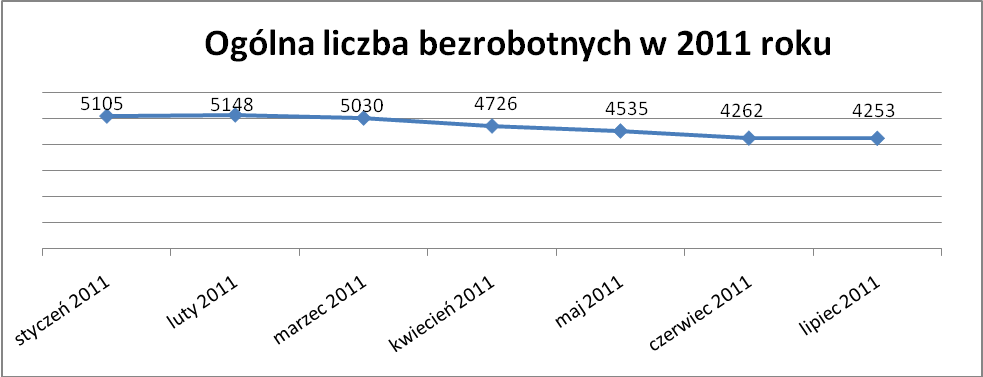 Ogólna liczba bezrobotnych w 2011 roku
5105 5148 5030 4726 4535 4262 4253
styczeń 2011 luty 2011 marzec 2011 kwiecień 2011 maj 2011 czerwiec 2011 lipiec 2011